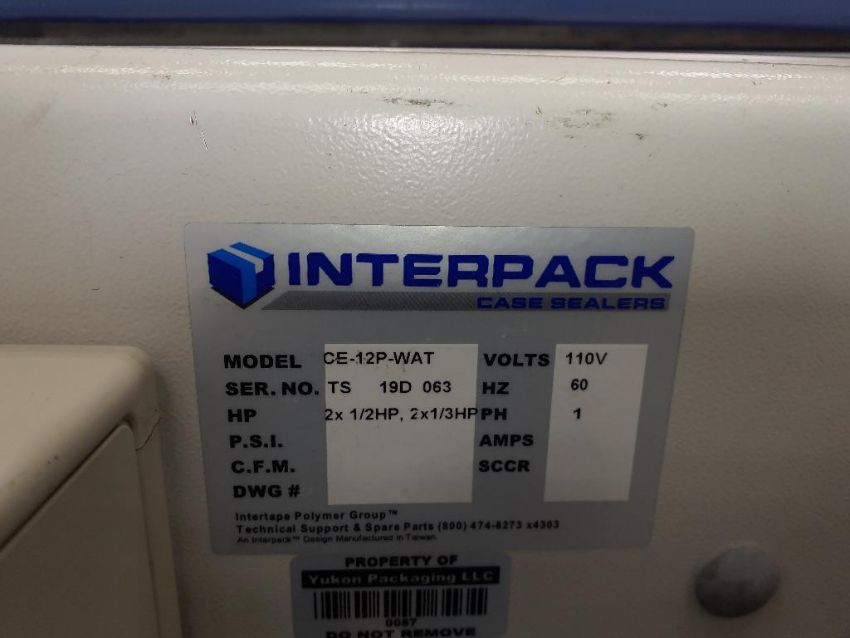 INTERPACK
CASE SEALERS
MODEL CE-12P-WAT VOLTS 110V
SER. NO. TS 19D 063 HZ 60
HP 2x 1/2HP, 2x1/3HP PH 1
P.S.I. AMPS
C.F.M. SCCR
DWG #
Intertape Polymer Group™
Technical Support & Spare Parts (800) 474-8273 x4303
An Interpack™ Design Manufactured in Taiwan
PROPERTY OF
Yukon Packaging LLC
0087
DO NOT REMOVE